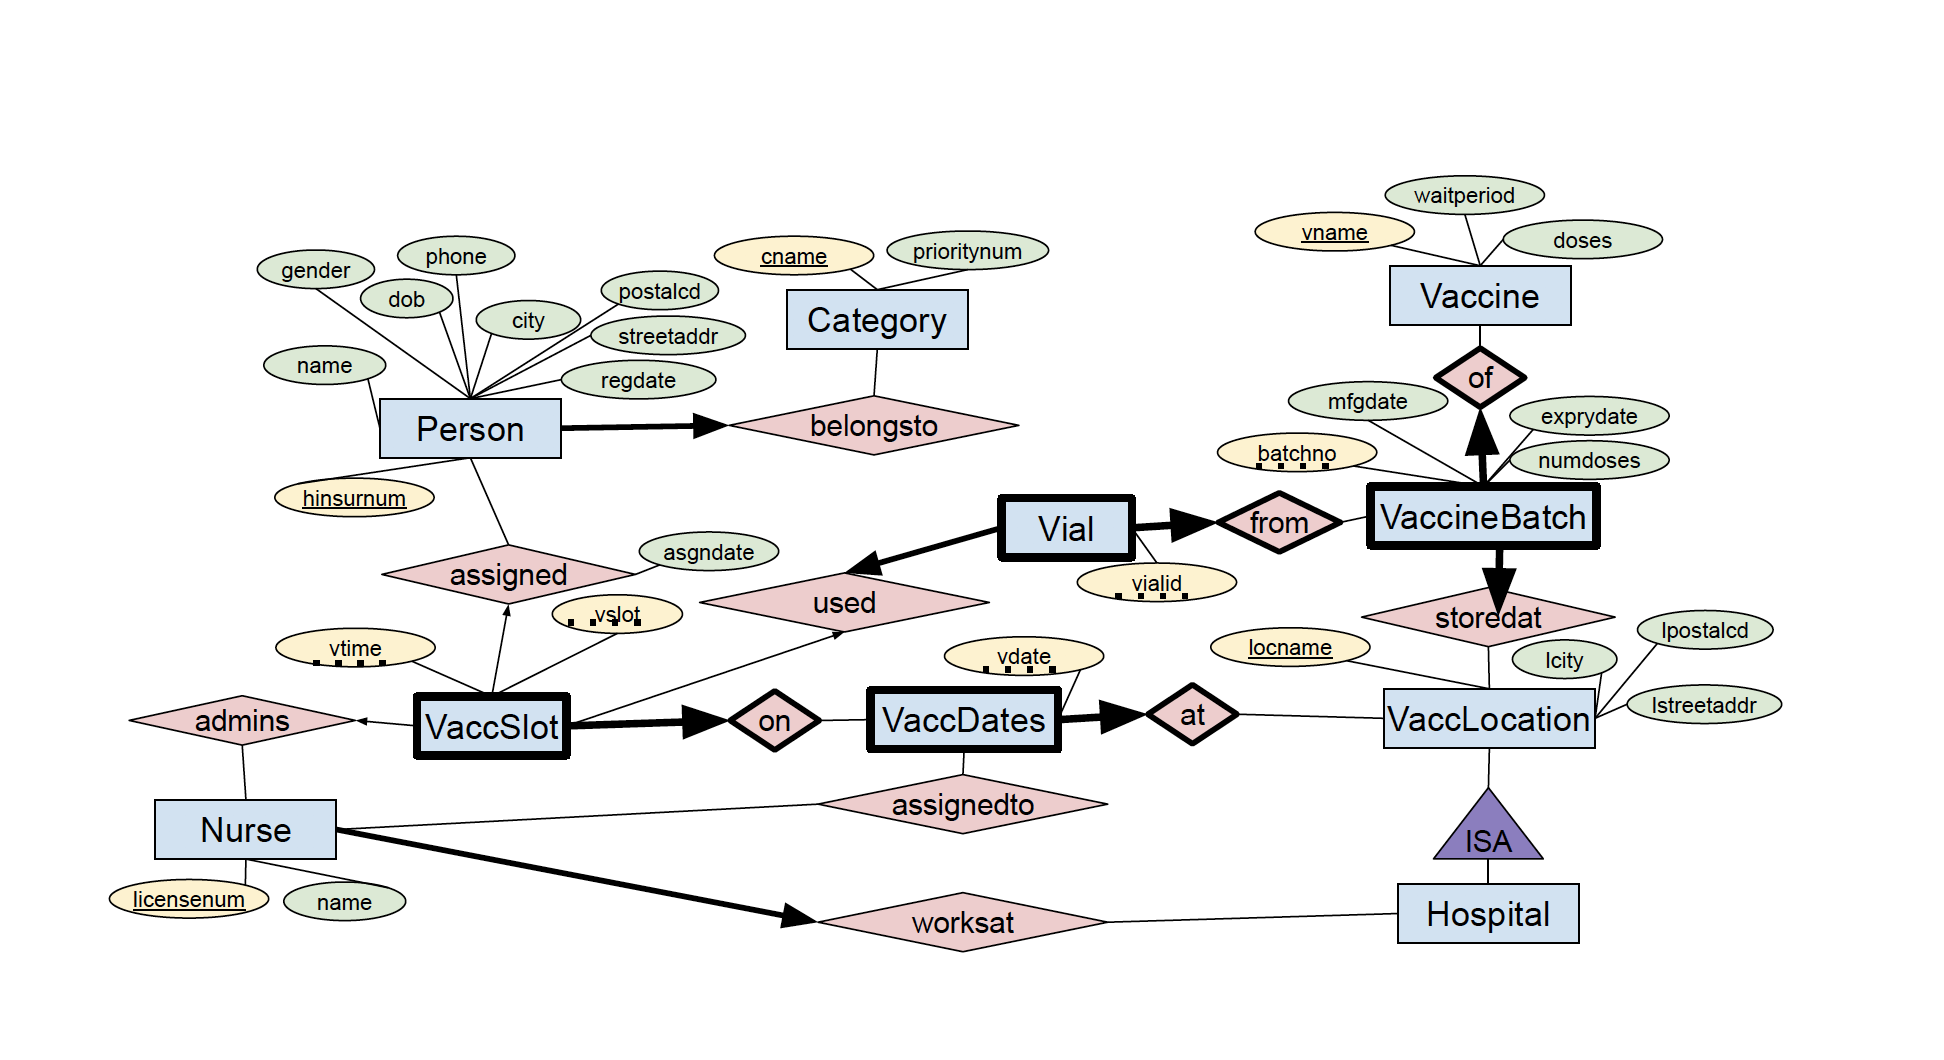 waitperiod
vname
doses
gender
phone
cname
prioritynum
dob
postalcd
Vaccine
city
Category
streetaddr
name
regdate
of
mfgdate
exprydate
Person
belongsto
batchno
numdoses
hinsurnum
Vial
from
VaccineBatch
asgndate
assigned
vialid
used
vslot
storedat
vtime
vdate
locname
lcity
lpostalcd
lstreetaddr
admins
VaccSlot
on
VaccDates
at
VaccLocation
assignedto
Nurse
ISA
licensenum
name
worksat
Hospital